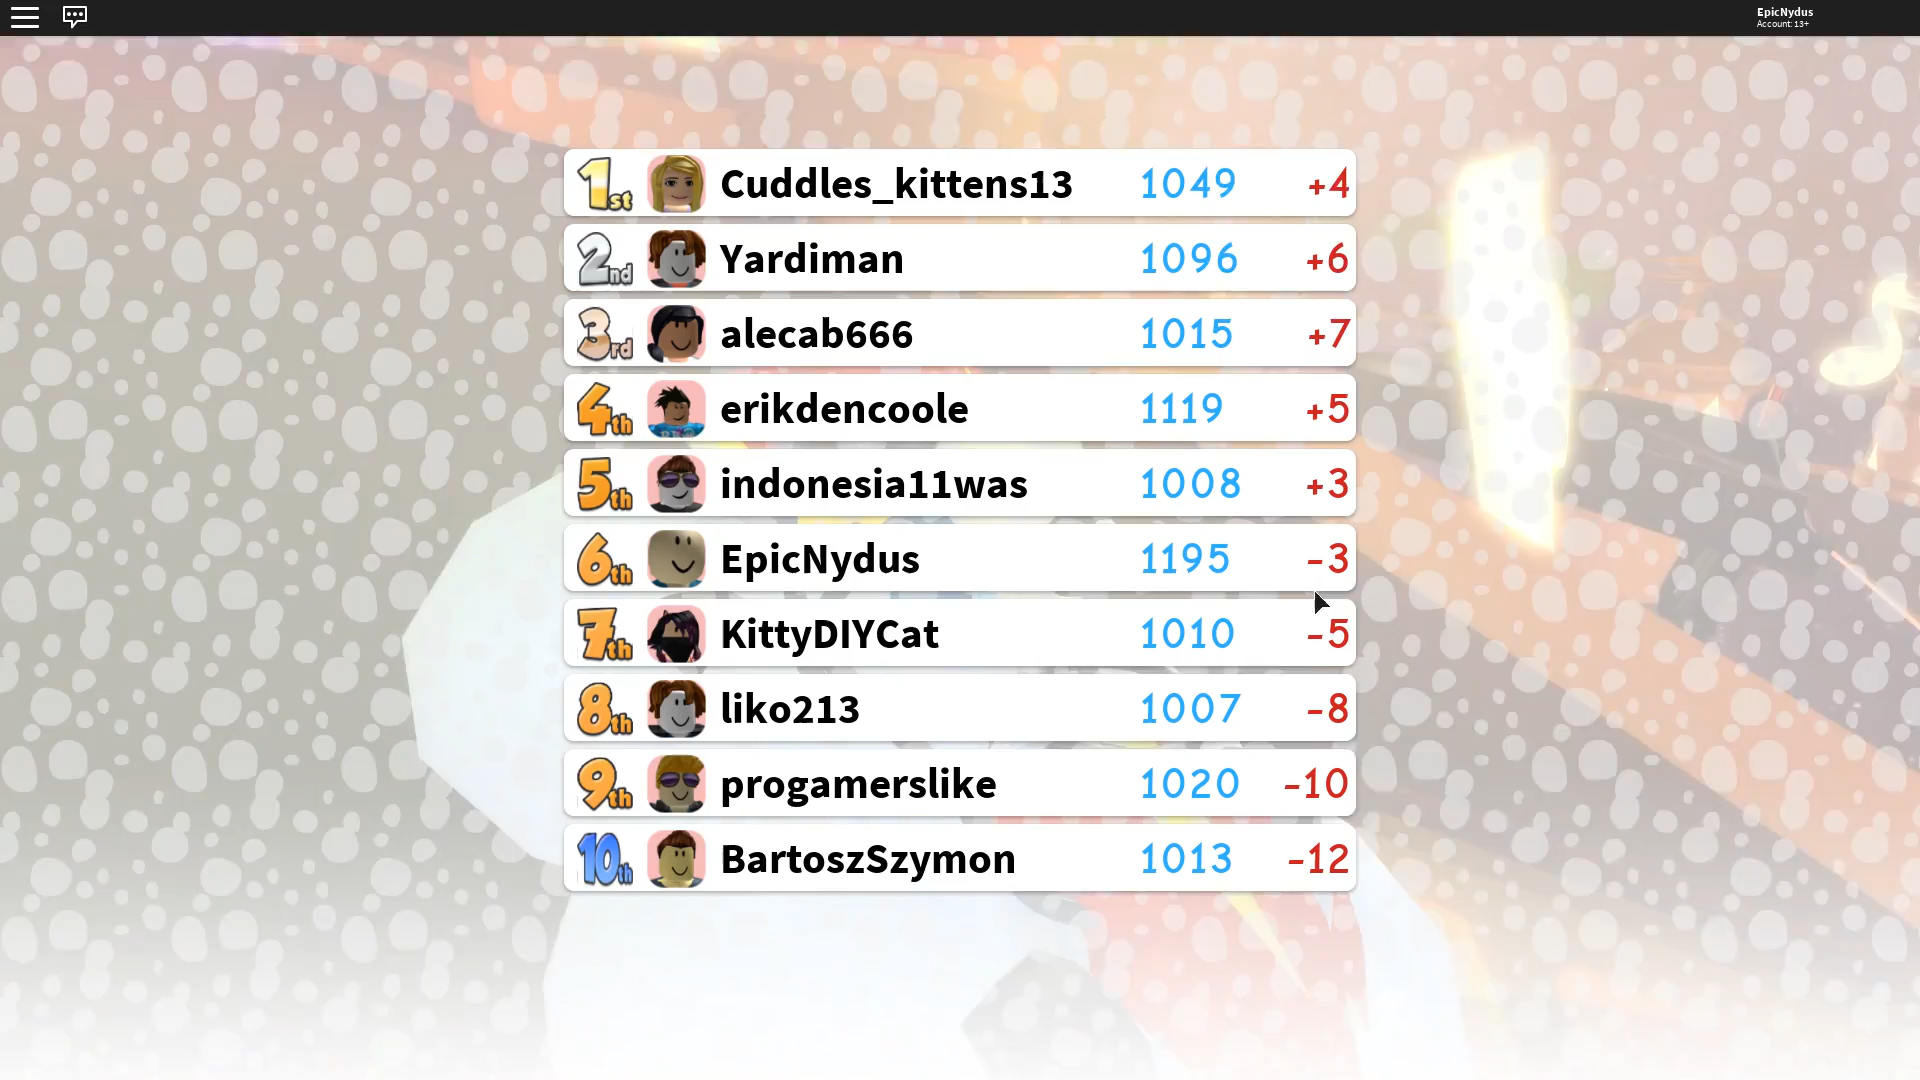 EpicNydus
Account: 13+
1st Cuddles_kittens13 1049 +4
2nd Yardiman 1096 +6
3rd alecab666 1015 +7
4th erikdencoole 1119 +5
5th indonesia11was 1008 +3
6th EpicNydus 1195 -3
7th KittyDIYCat 1010 -5
8th liko213 1007 -8
9th progamerslike 1020 -10
10th BartoszSzymon 1013 -12